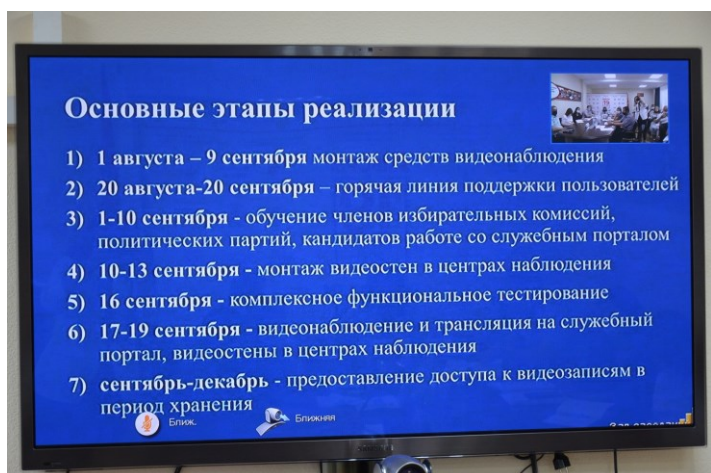 Основные этапы реализации
1) 1 августа – 9 сентября монтаж средств видеонаблюдения
2) 20 августа-20 сентября – горячая линия поддержки пользователей
3) 1-10 сентября - обучение членов избирательных комиссий,
политических партий, кандидатов работе со служебным порталом
4) 10-13 сентября - монтаж видеостен в центрах наблюдения
5) 16 сентября - комплексное функциональное тестирование
6) 17-19 сентября - видеонаблюдение и трансляция на служебный
портал, видеостены в центрах наблюдения
7) сентябрь-декабрь - предоставление доступа к видеозаписям в
период хранения
Ближ.
Ближняя